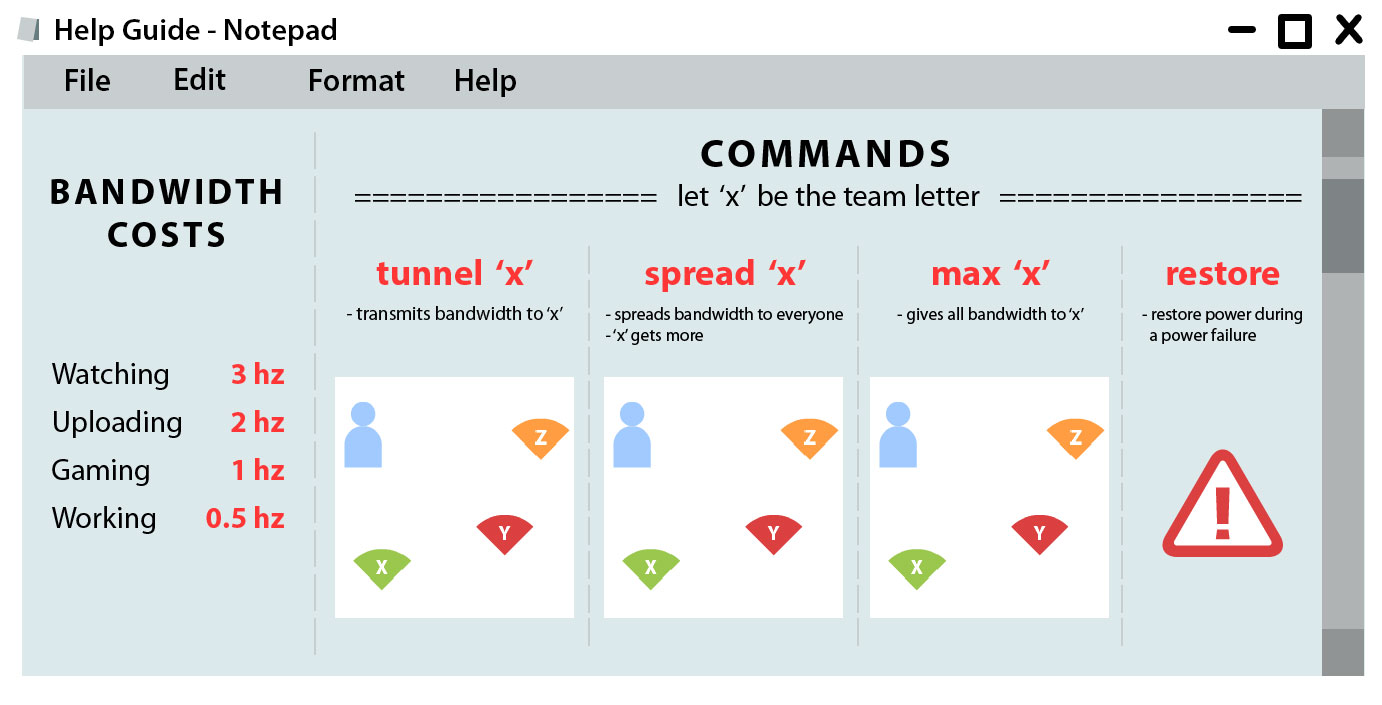 Help Guide - Notepad
File Edit Format Help
BANDWIDTH
COSTS
Watching 3 hz
Uploading 2 hz
Gaming 1 hz
Working 0.5 hz
COMMANDS
================= let ‘x’ be the team letter =================
tunnel ‘x’
- transmits bandwidth to ‘x’
Z
Y
X
spread ‘x’
- spreads bandwidth to everyone
- ‘x’ gets more
Z
Y
X
max ‘x’
- gives all bandwidth to ‘x’
Z
Y
X
restore
- restore power during
a power failure
!